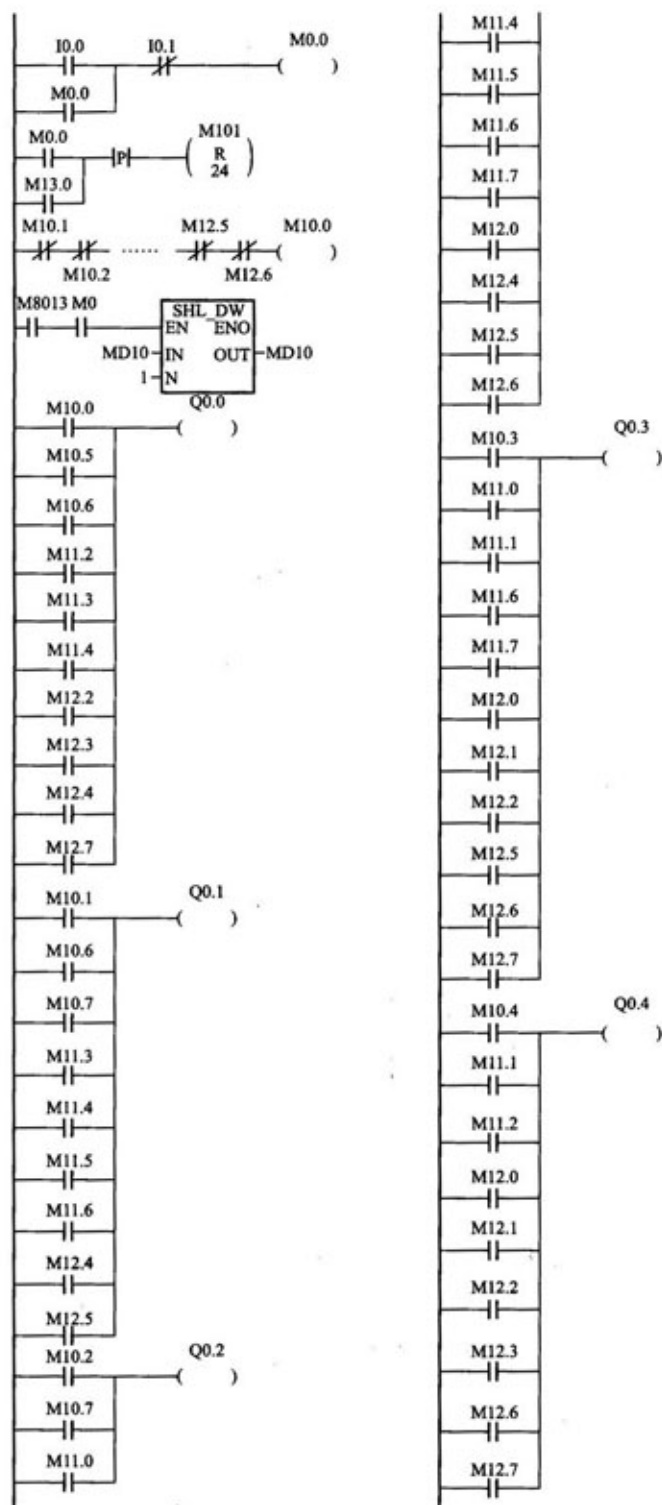 I0.0 I0.1 M0.0
M0.0
M0.0 M101
P R
24
M13.0
M10.1 M12.5 M10.0
M10.2 ...... M12.6
M8013 M0 SHL_DW
EN ENO
MD10 IN OUT MD10
1 N
M10.0 Q0.0
M10.5
M10.6
M11.2
M11.3
M11.4
M12.2
M12.3
M12.4
M12.7
M10.1 Q0.1
M10.6
M10.7
M11.3
M11.4
M11.5
M11.6
M12.4
M12.5
M10.2 Q0.2
M10.7
M11.0
M11.4
M11.5
M11.6
M11.7
M12.0
M12.4
M12.5
M12.6
M10.3 Q0.3
M11.0
M11.1
M11.6
M11.7
M12.0
M12.1
M12.2
M12.5
M12.6
M12.7
M10.4 Q0.4
M11.1
M11.2
M12.0
M12.1
M12.2
M12.3
M12.6
M12.7